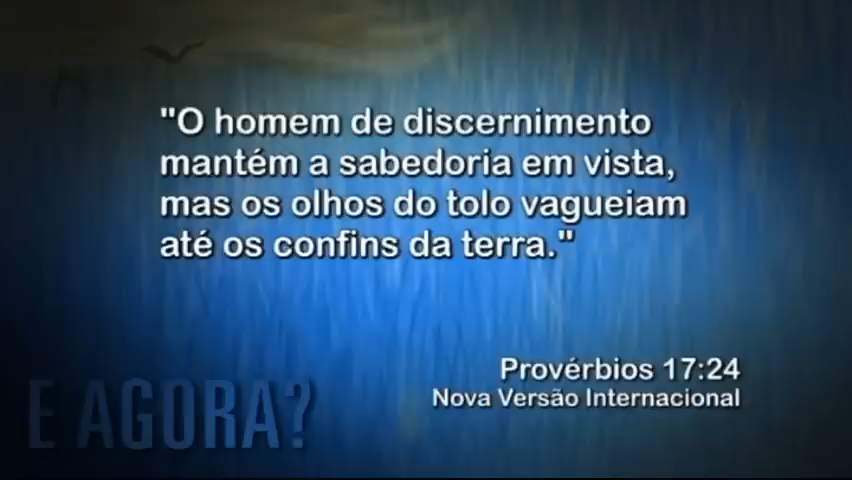 "O homem de discernimento
mantém a sabedoria em vista,
mas os olhos do tolo vagueiam
até os confins da terra."
Provérbios 17:24
Nova Versão Internacional
E AGORA?